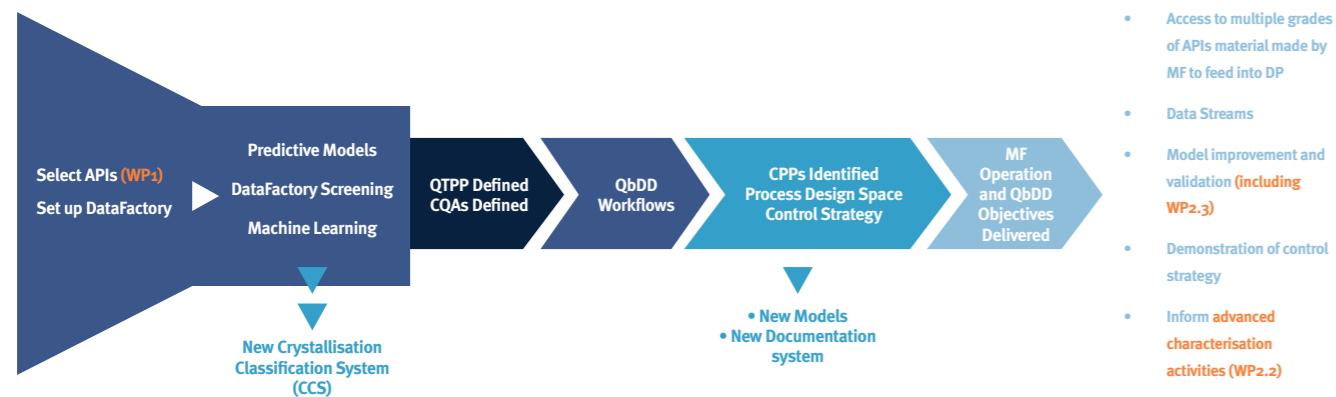 Select APIs (WP1)
Set up DataFactory
Predictive Models
DataFactory Screening
Machine Learning
New Crystallisation
Classification System
(CCS)
QTPP Defined
CQAs Defined
QbDD
Workflows
CPPs Identified
Process Design Space
Control Strategy
• New Models
• New Documentation
system
MF
Operation
and QbDD
Objectives
Delivered
• Access to multiple grades
of APIs material made by
MF to feed into DP
• Data Streams
• Model improvement and
validation (including
WP2.3)
• Demonstration of control
strategy
• Inform advanced
characterisation
activities (WP2.2)